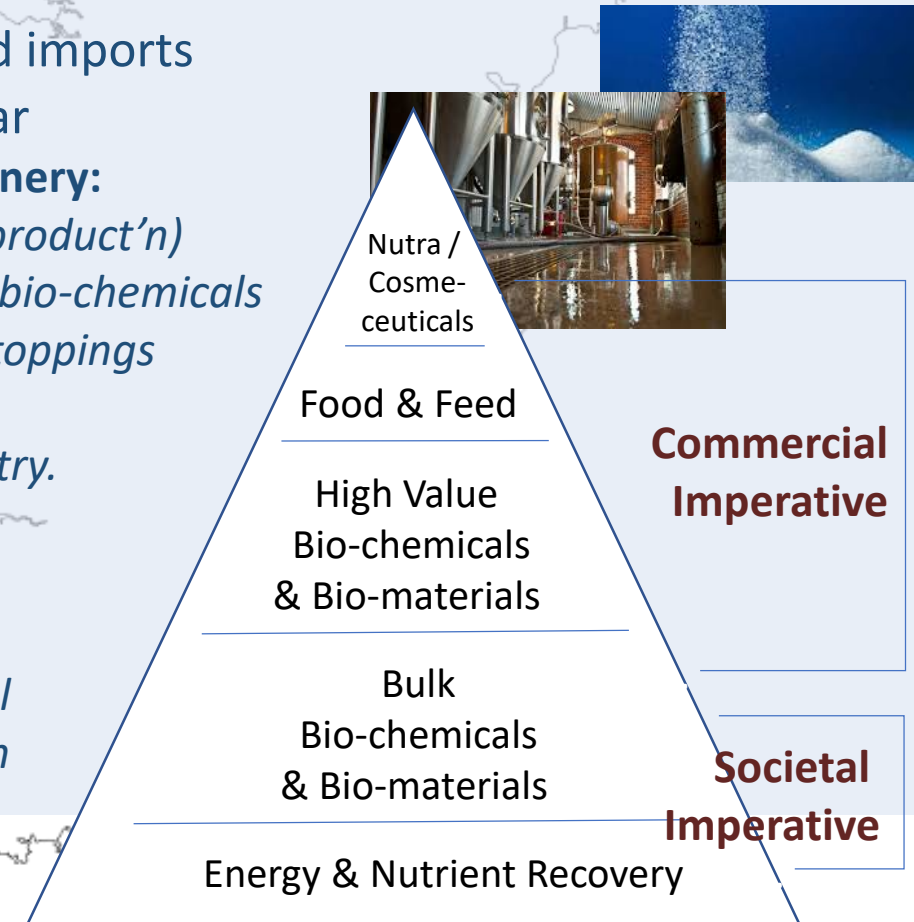 d imports
ar
nery:
product’n)
bio-chemicals
toppings
try.
l
n
Nutra /
Cosme-
ceuticals
Food & Feed
High Value
Bio-chemicals
& Bio-materials
Bulk
Bio-chemicals
& Bio-materials
Energy & Nutrient Recovery
Commercial
Imperative
Societal
Imperative